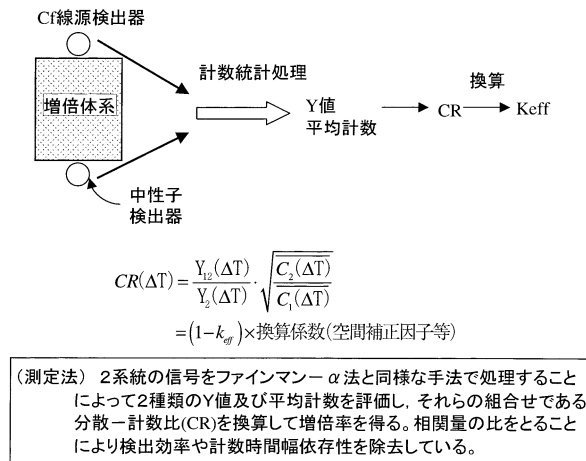 Cf線源検出器
増倍体系
中性子
検出器
計数統計処理
Y値
平均計数
CR
換算
Keff
CR(ΔT) = Y₁₂(ΔT) / Y₂(ΔT) · √(C₂(ΔT) / C₁(ΔT))
= (1−k_eff) × 換算係数(空間補正因子等)
(測定法) 2系統の信号をファインマン－α法と同様な手法で処理すること
によって2種類のY値及び平均計数を評価し、それらの組合せである
分散－計数比(CR)を換算して増倍率を得る。相関量の比をとること
により検出効率や計数時間幅依存性を除去している。